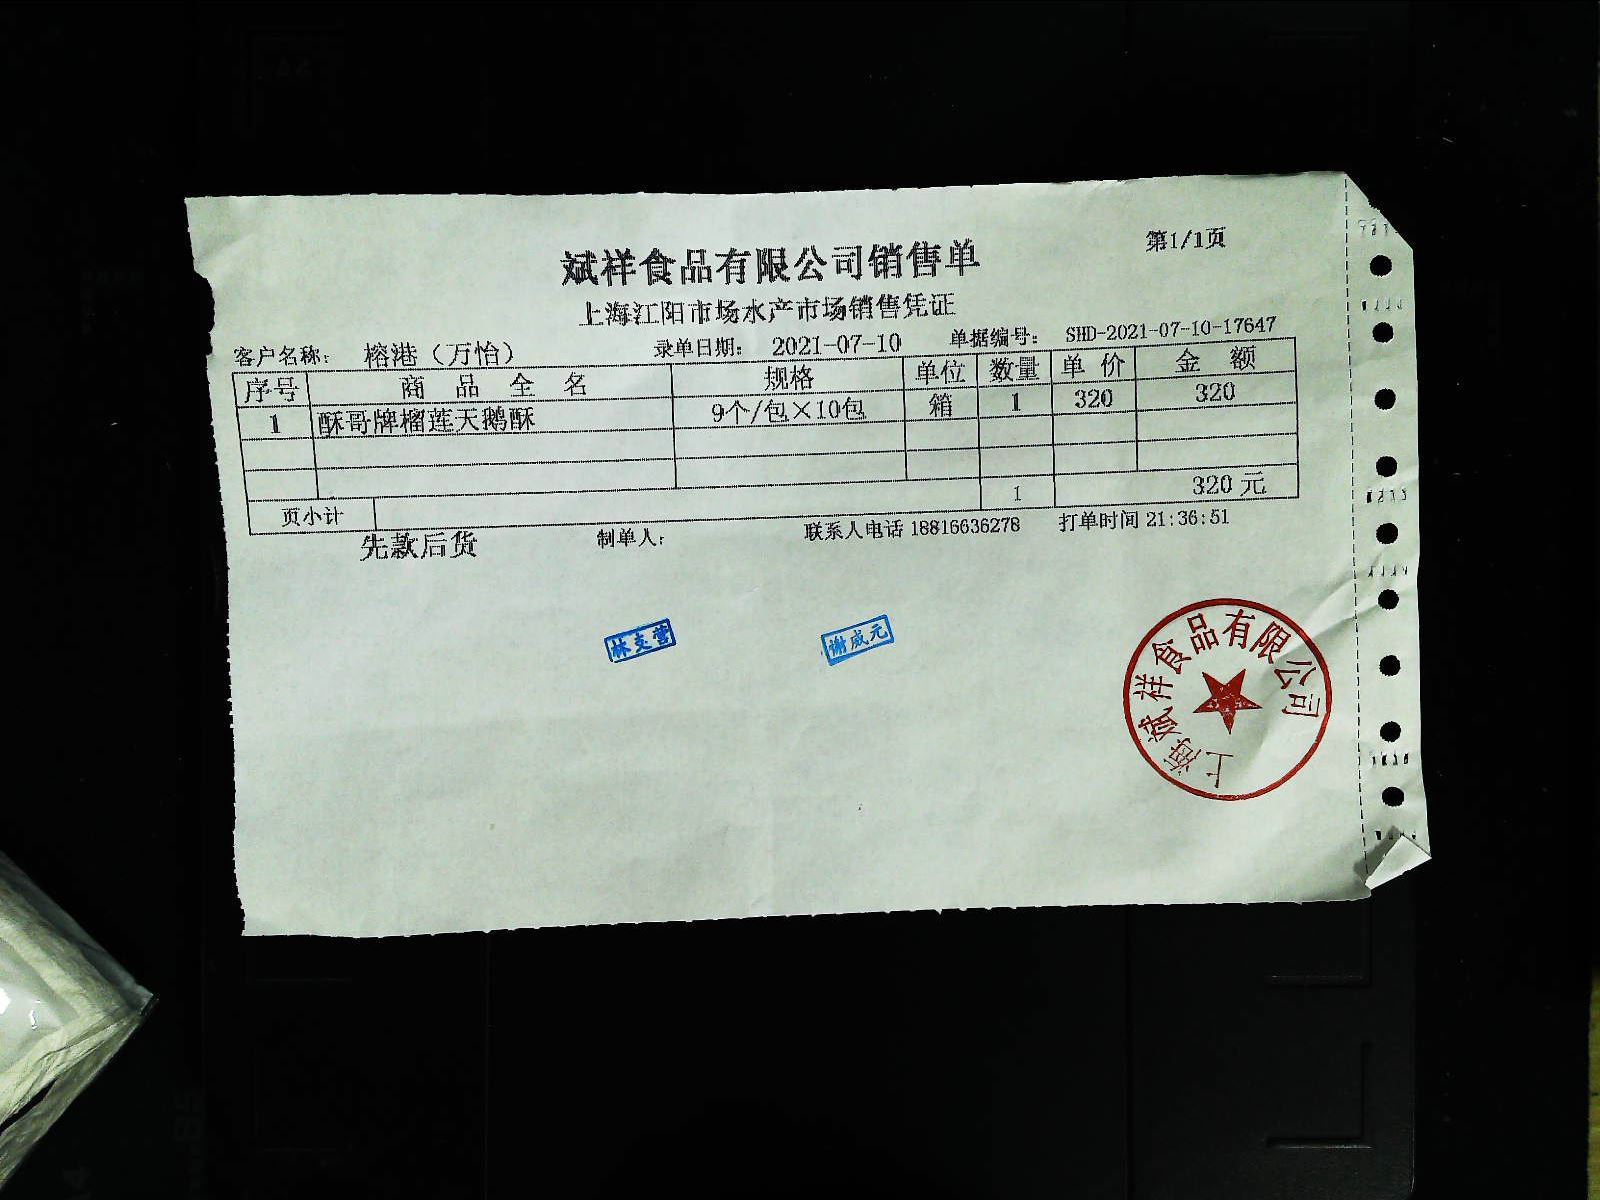 第1/1页
斌祥食品有限公司销售单
上海江阳市场水产市场销售凭证
客户名称: 榕港（万怡） 录单日期: 2021-07-10 单据编号: SHD-2021-07-10-17647
序号 商品全名 规格 单位 数量 单价 金额
1 酥哥牌榴莲天鹅酥 9个/包×10包 箱 1 320 320
页小计 1 320元
先款后货 制单人: 联系人电话 18816636278 打单时间 21:36:51
林支营 谢威元
上海斌祥食品有限公司